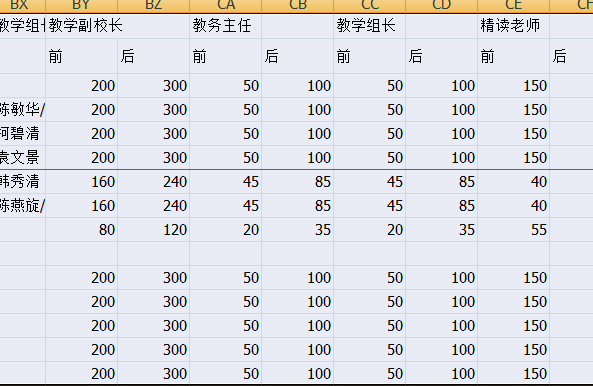 BX BY BZ CA CB CC CD CE
教学组 教学副校长 教务主任 教学组长 精读老师
前 后 前 后 前 后 前 后
200 300 50 100 50 100 150
陈敏华/ 200 300 50 100 50 100 150
柯碧清 200 300 50 100 50 100 150
袁文景 200 300 50 100 50 100 150
韩秀清 160 240 45 85 45 85 40
陈燕旋/ 160 240 45 85 45 85 40
80 120 20 35 20 35 55
200 300 50 100 50 100 150
200 300 50 100 50 100 150
200 300 50 100 50 100 150
200 300 50 100 50 100 150
200 300 50 100 50 100 150